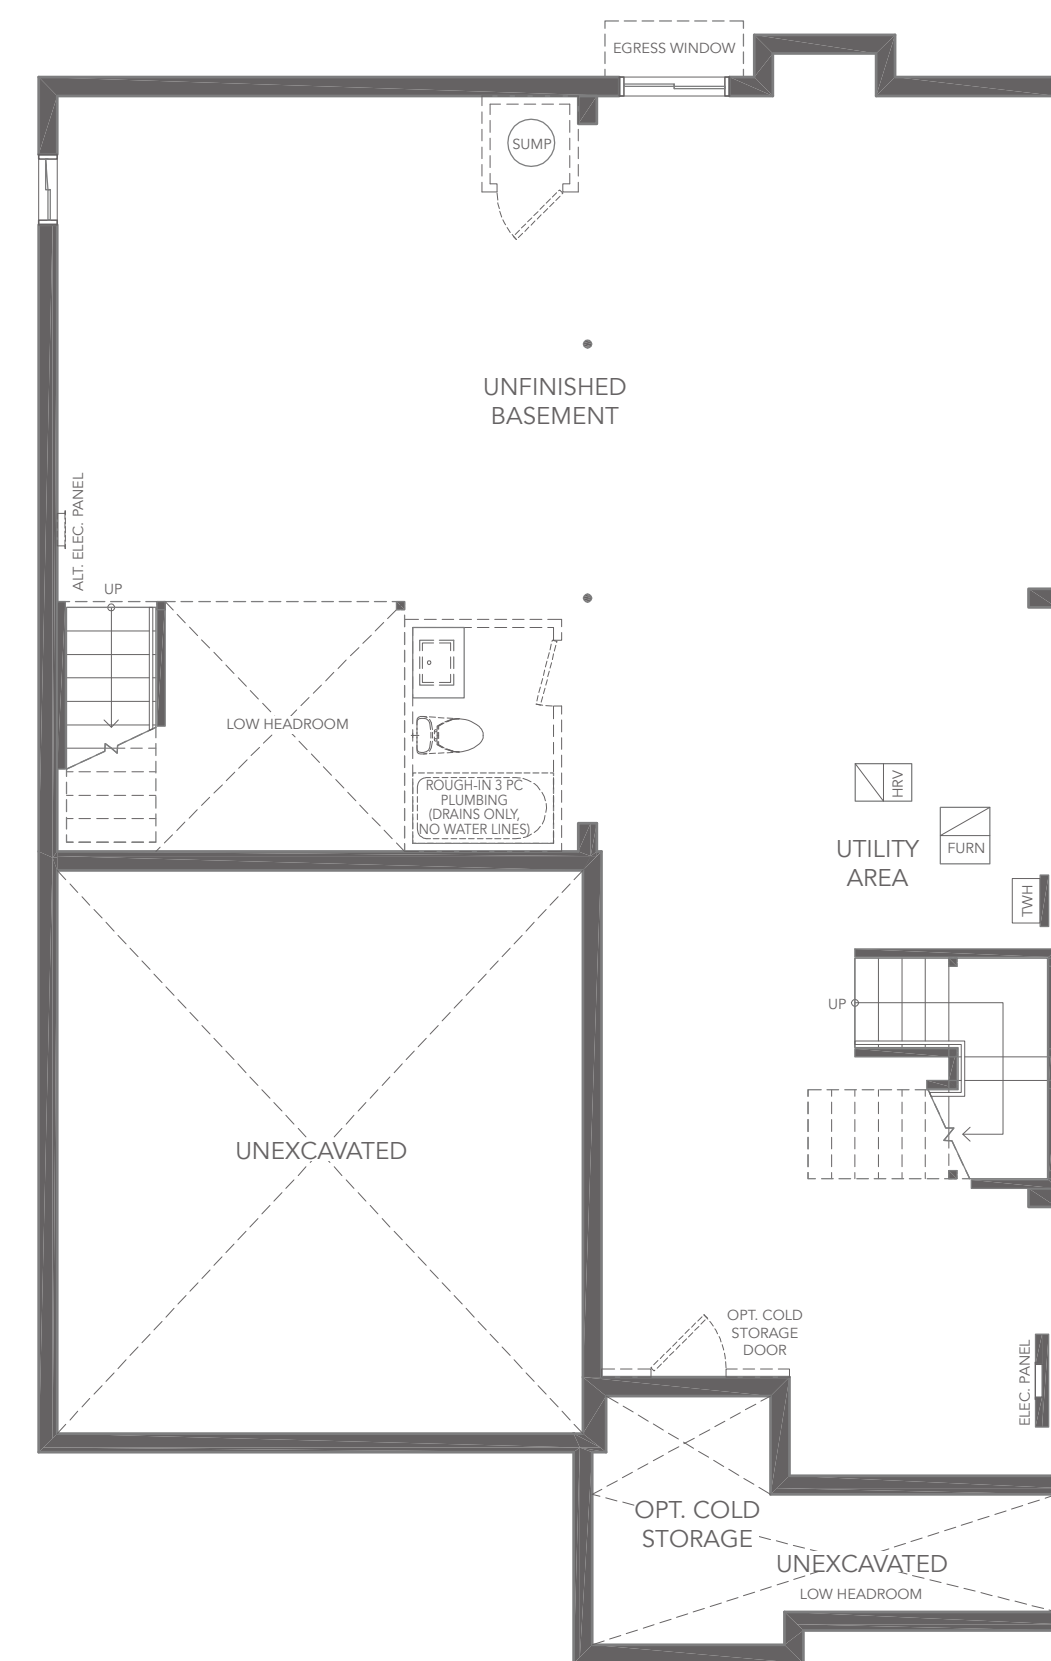 EGRESS WINDOW
SUMP
UNFINISHED
BASEMENT
ALT. ELEC. PANEL
UP
LOW HEADROOM
ROUGH-IN 3 PC
PLUMBING
(DRAINS ONLY,
NO WATER LINES)
HRV
FURN
UTILITY
AREA
TWH
UP
UNEXCAVATED
OPT. COLD
STORAGE
DOOR
ELEC. PANEL
OPT. COLD
STORAGE
UNEXCAVATED
LOW HEADROOM